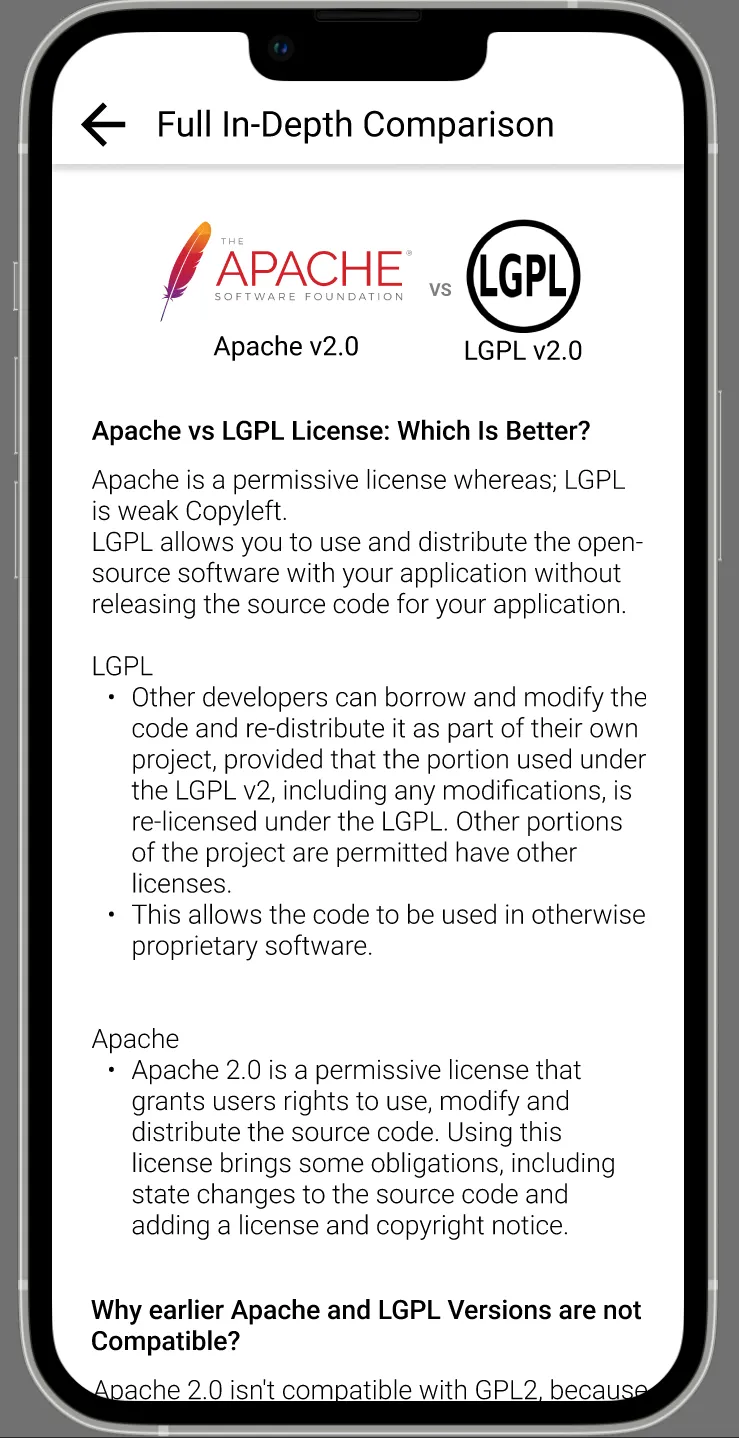 Full In-Depth Comparison
THE
APACHE®
SOFTWARE FOUNDATION
vs
LGPL
Apache v2.0
LGPL v2.0
Apache vs LGPL License: Which Is Better?
Apache is a permissive license whereas; LGPL
is weak Copyleft.
LGPL allows you to use and distribute the open-
source software with your application without
releasing the source code for your application.
LGPL
• Other developers can borrow and modify the
code and re-distribute it as part of their own
project, provided that the portion used under
the LGPL v2, including any modifications, is
re-licensed under the LGPL. Other portions
of the project are permitted have other
licenses.
• This allows the code to be used in otherwise
proprietary software.
Apache
• Apache 2.0 is a permissive license that
grants users rights to use, modify and
distribute the source code. Using this
license brings some obligations, including
state changes to the source code and
adding a license and copyright notice.
Why earlier Apache and LGPL Versions are not
Compatible?
Apache 2.0 isn't compatible with GPL2, because